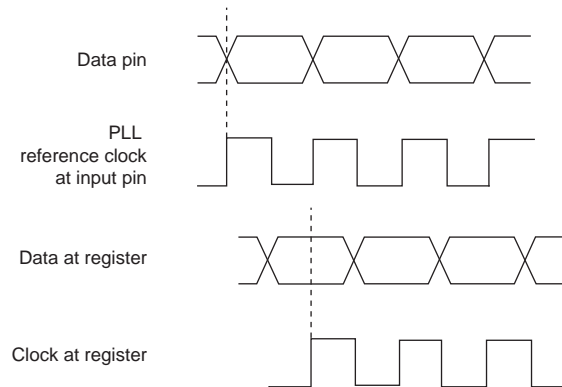 Data pin
PLL
reference clock
at input pin
Data at register
Clock at register